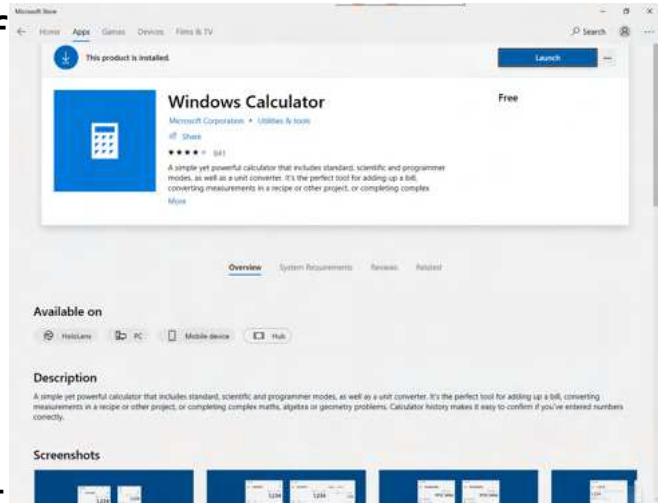 f
Microsoft Store
Home Apps Games Devices Films & TV
Search
This product is installed.
Launch
Windows Calculator
Free
Microsoft Corporation • Utilities & tools
Share
641
A simple yet powerful calculator that includes standard, scientific and programmer
modes, as well as a unit converter. It's the perfect tool for adding up a bill,
converting measurements in a recipe or other project, or completing complex
More
Overview System Requirements Reviews Related
Available on
HoloLens PC Mobile device Hub
Description
A simple yet powerful calculator that includes standard, scientific and programmer modes, as well as a unit converter. It's the perfect tool for adding up a bill, converting
measurements in a recipe or other project, or completing complex maths, algebra or geometry problems. Calculator history makes it easy to confirm if you've entered numbers
correctly.
Screenshots
1,234 1,234